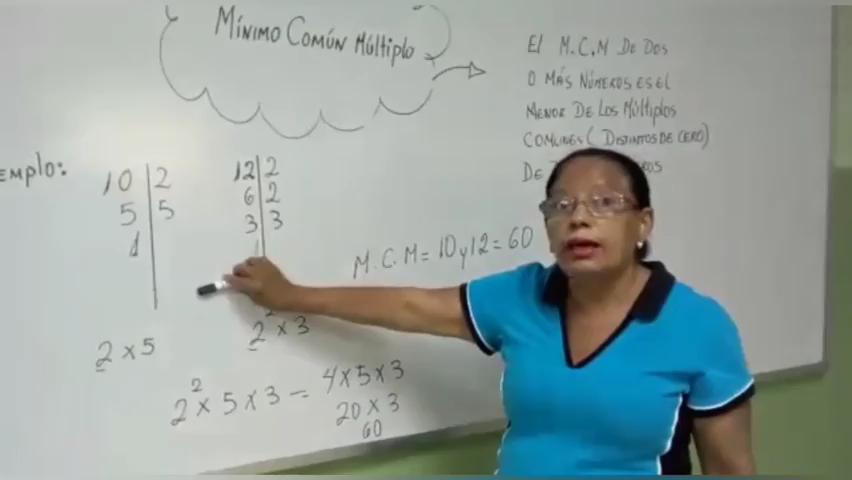 Mínimo Común Múltiplo
El M.C.M De Dos
O Más Números es el
Menor De Los Múltiplos
Comunes (Distintos de Cero)
De
emplo:
10 | 2
5 | 5
1
12 | 2
6 | 2
3 | 3
1
M.C.M = 10 y 12 = 60
2 x 5
2² x 3
2² x 5 x 3 = 4 x 5 x 3
20 x 3
60